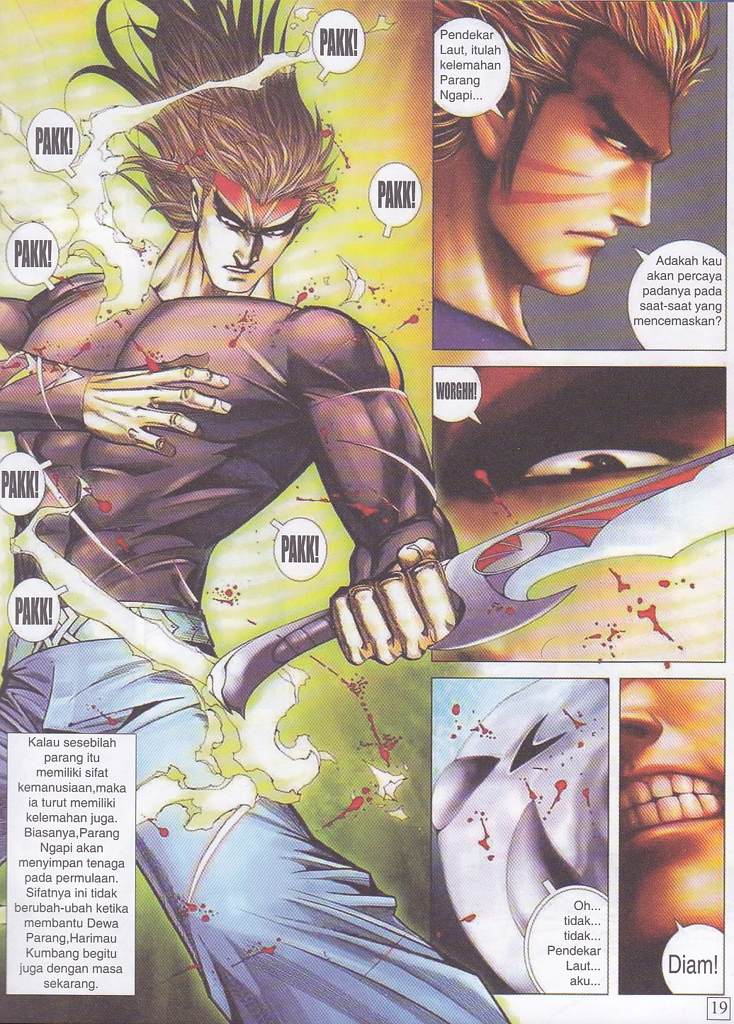 PAKK!
PAKK!
PAKK!
PAKK!
PAKK!
PAKK!
PAKK!
Pendekar
Laut, itulah
kelemahan
Parang
Ngapi...
Adakah kau
akan percaya
padanya pada
saat-saat yang
mencemaskan?
WORGHH!
Kalau sesebilah
parang itu
memiliki sifat
kemanusiaan,maka
ia turut memiliki
kelemahan juga.
Biasanya,Parang
Ngapi akan
menyimpan tenaga
pada permulaan.
Sifatnya ini tidak
berubah-ubah ketika
membantu Dewa
Parang,Harimau
Kumbang begitu
juga dengan masa
sekarang.
Oh...
tidak...
tidak...
Pendekar
Laut...
aku...
Diam!
19